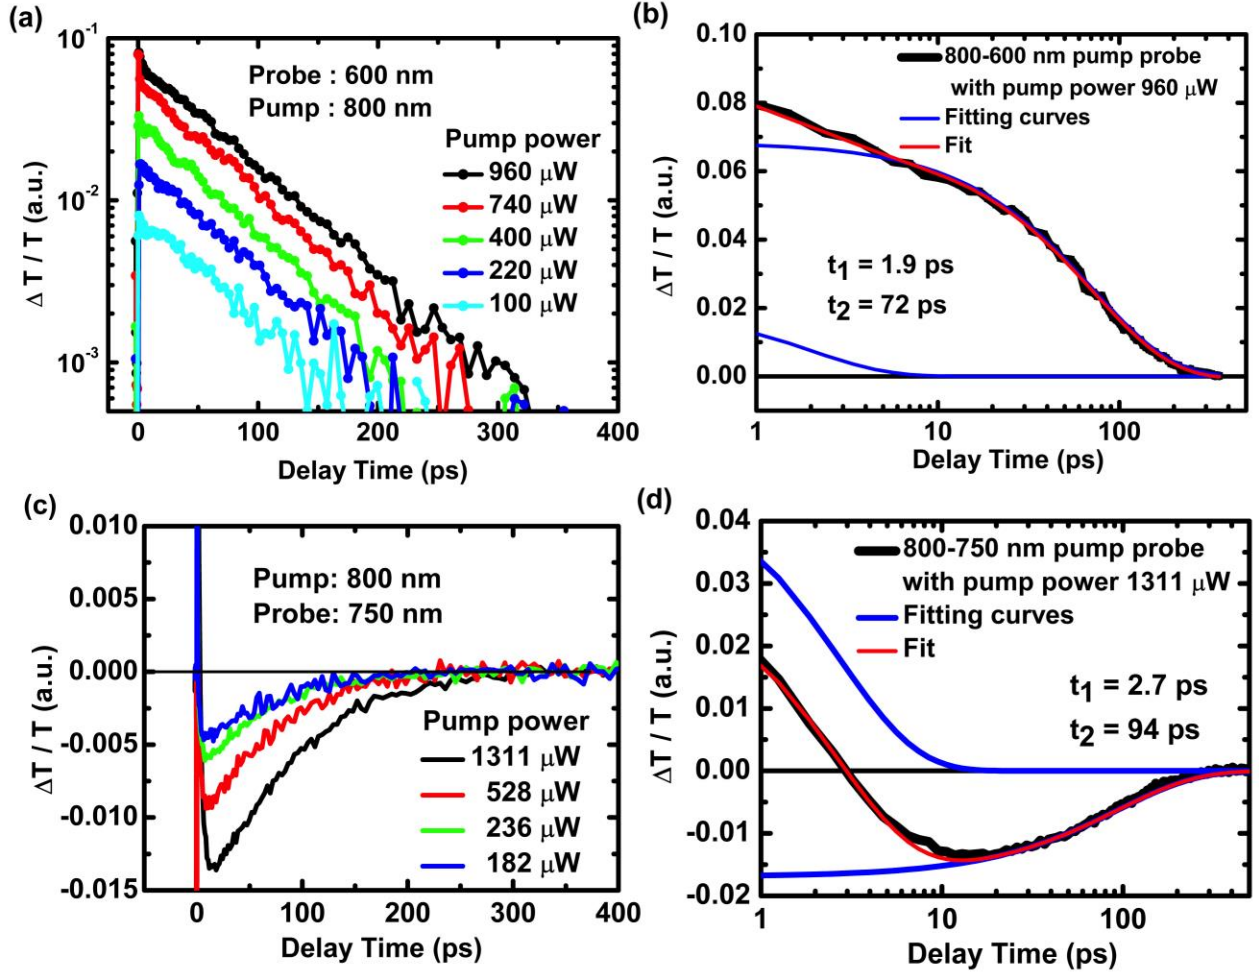 (a)
10⁻¹
10⁻²
10⁻³
Δ T / T (a.u.)
Probe : 600 nm
Pump : 800 nm
Pump power
960 μW
740 μW
400 μW
220 μW
100 μW
0 100 200 300 400
Delay Time (ps)
(b)
0.10
0.08
0.06
0.04
0.02
0.00
Δ T / T (a.u.)
800-600 nm pump probe
with pump power 960 μW
Fitting curves
Fit
t₁ = 1.9 ps
t₂ = 72 ps
1 10 100
Delay Time (ps)
(c)
0.010
0.005
0.000
-0.005
-0.010
-0.015
ΔT / T (a.u.)
Pump: 800 nm
Probe: 750 nm
Pump power
1311 μW
528 μW
236 μW
182 μW
0 100 200 300 400
Delay Time (ps)
(d)
0.04
0.03
0.02
0.01
0.00
-0.01
-0.02
ΔT / T (a.u.)
800-750 nm pump probe
with pump power 1311 μW
Fitting curves
Fit
t₁ = 2.7 ps
t₂ = 94 ps
1 10 100
Delay Time (ps)